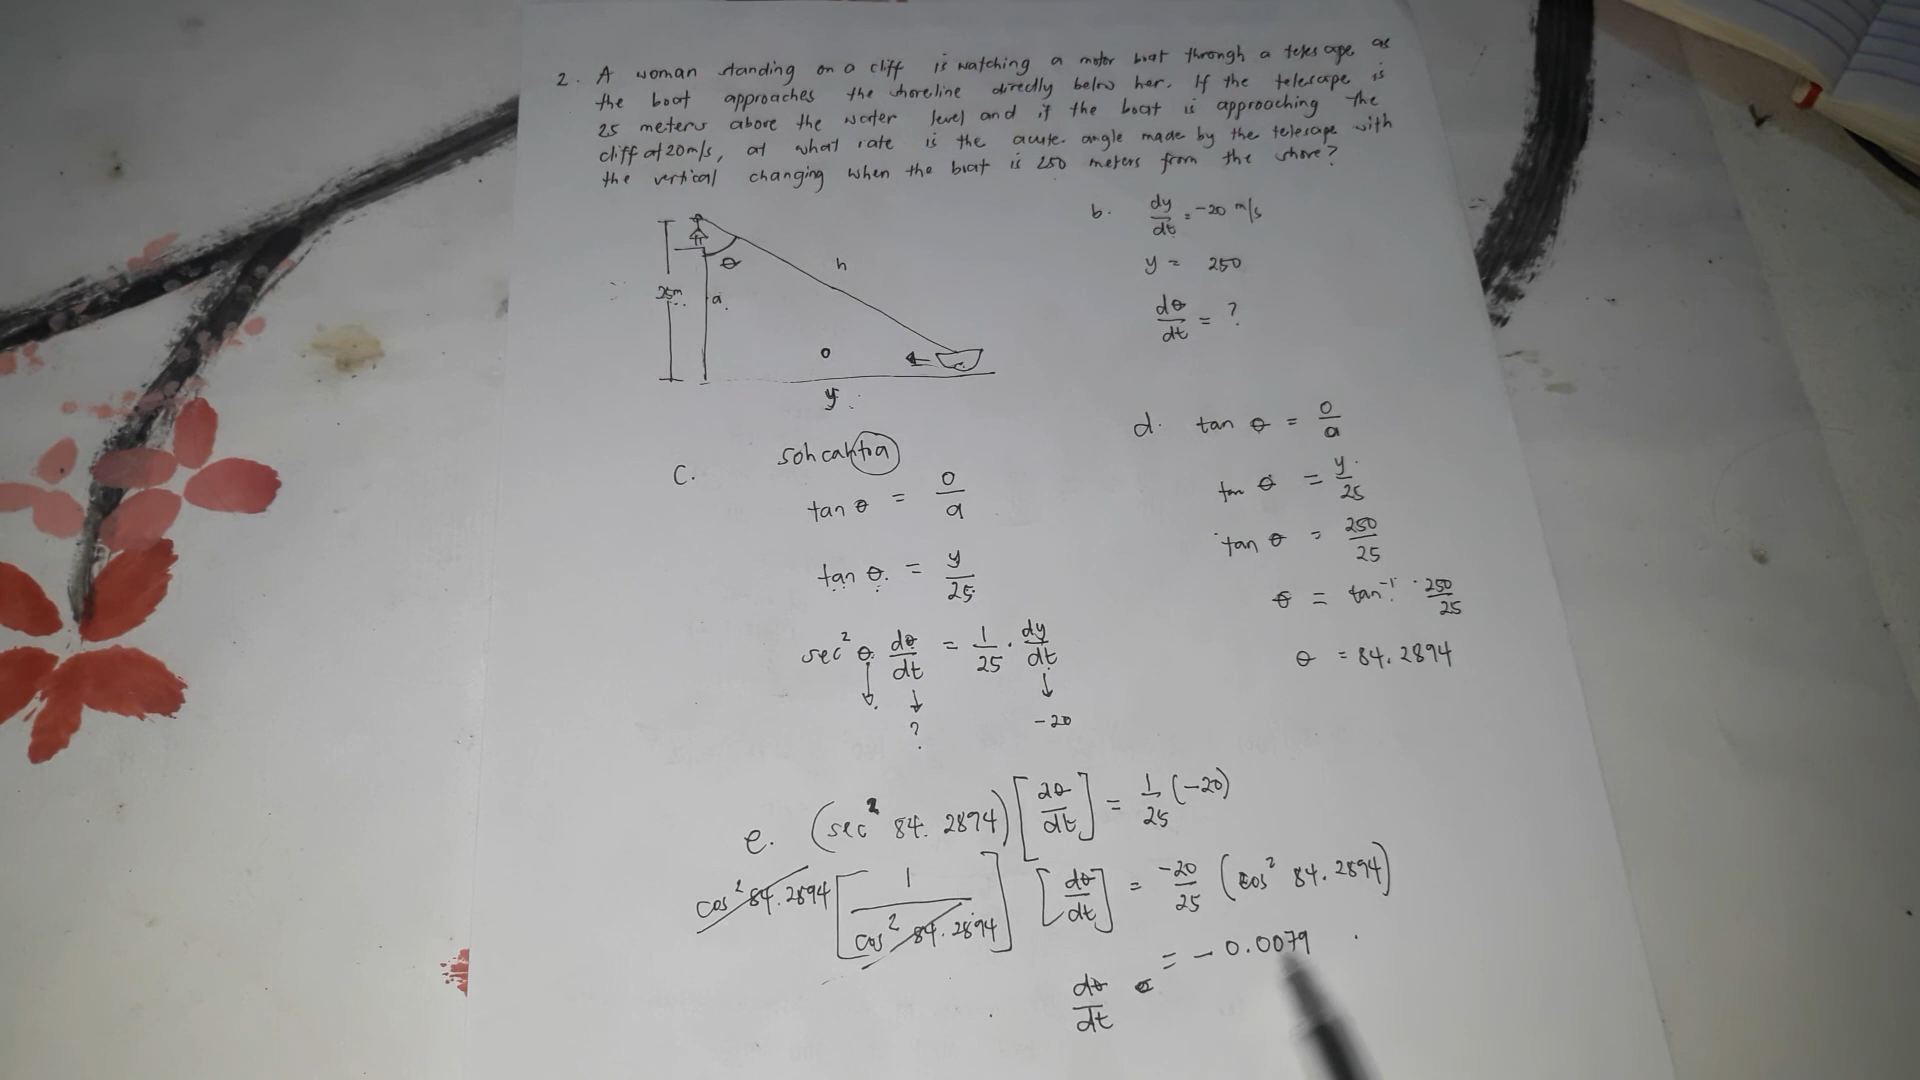 2. A woman standing on a cliff is watching a motor boat through a telescope as
the boat approaches the shoreline directly below her. If the telescope is
25 meters above the water level and if the boat is approaching the
cliff at 20m/s, at what rate is the acute angle made by the telescope with
the vertical changing when the boat is 250 meters from the shore?
25m
a
θ
h
o
y
b. dy/dt = -20 m/s
y = 250
dθ/dt = ?
c. sohcahtoa
tan θ = o/a
tan θ = y/25
sec² θ dθ/dt = 1/25 · dy/dt
? -20
d. tan θ = o/a
tan θ = y/25
tan θ = 250/25
θ = tan⁻¹ 250/25
θ = 84.2894
e. (sec² 84.2894) [dθ/dt] = 1/25 (-20)
cos² 84.2894 [1/cos² 84.2894] [dθ/dt] = -20/25 (cos² 84.2894)
dθ/dt = -0.0079